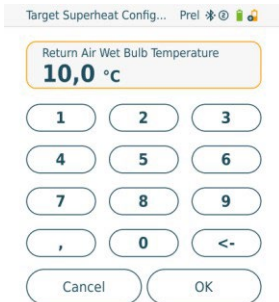 Target Superheat Config... Prel
Return Air Wet Bulb Temperature
10,0 °C
1 2 3
4 5 6
7 8 9
, 0 <-
Cancel OK